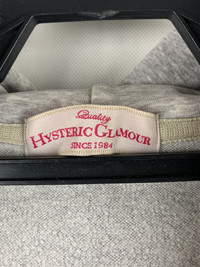 Quality
HYSTERIC GLAMOUR
SINCE 1984